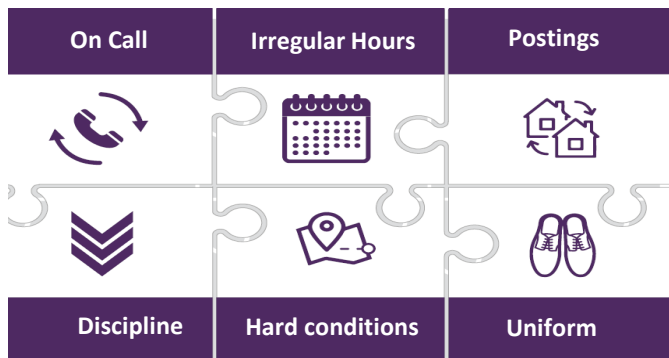 On Call
Irregular Hours
Postings
Discipline
Hard conditions
Uniform